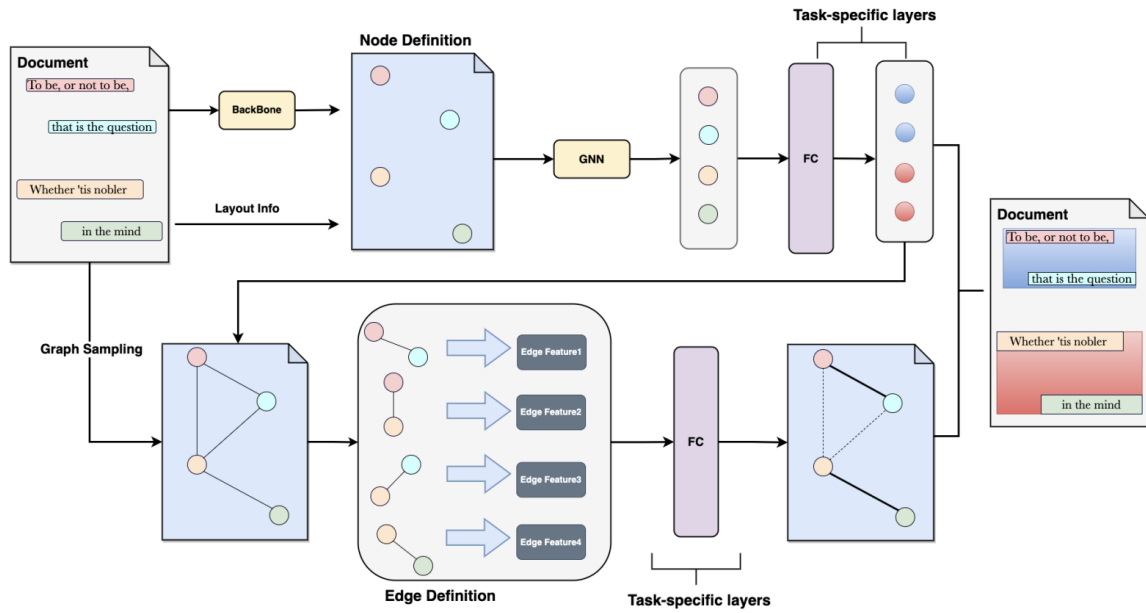 Task-specific layers
Node Definition
Document
To be, or not to be,
that is the question
Whether 'tis nobler
in the mind
BackBone
Layout Info
GNN
FC
Document
To be, or not to be,
that is the question
Whether 'tis nobler
in the mind
Graph Sampling
Edge Feature1
Edge Feature2
Edge Feature3
Edge Feature4
Edge Definition
FC
Task-specific layers